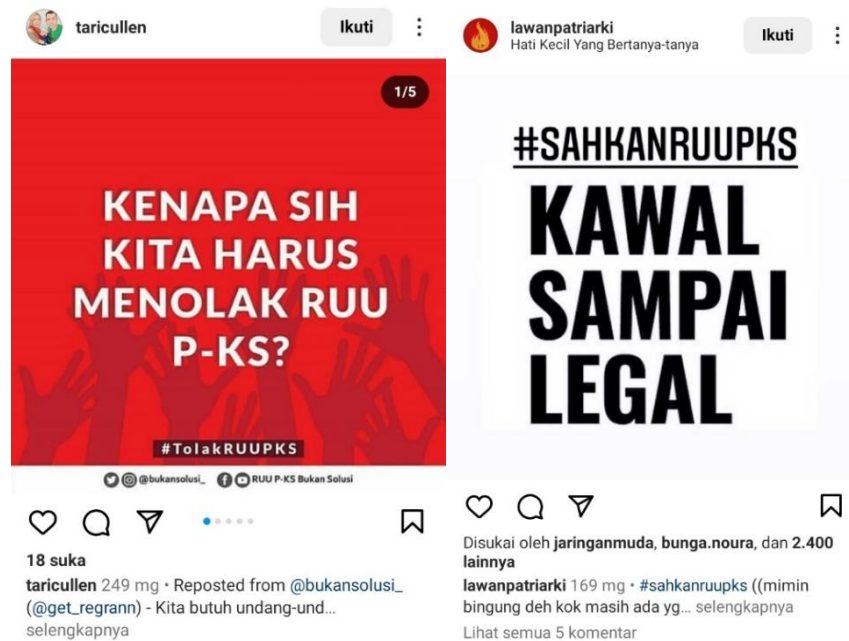 taricullen
Ikuti
1/5
KENAPA SIH
KITA HARUS
MENOLAK RUU
P-KS?
#TolakRUUPKS
@bukansolusi_ RUU P-KS Bukan Solusi
18 suka
taricullen 249 mg • Reposted from @bukansolusi_
(@get_regrann) - Kita butuh undang-und...
selengkapnya
lawanpatriarki
Hati Kecil Yang Bertanya-tanya
Ikuti
#SAHKANRUUPKS
KAWAL
SAMPAI
LEGAL
Disukai oleh jaringanmuda, bunga.noura, dan 2.400
lainnya
lawanpatriarki 169 mg • #sahkanruupks ((mimin
bingung deh kok masih ada yg... selengkapnya
Lihat semua 5 komentar